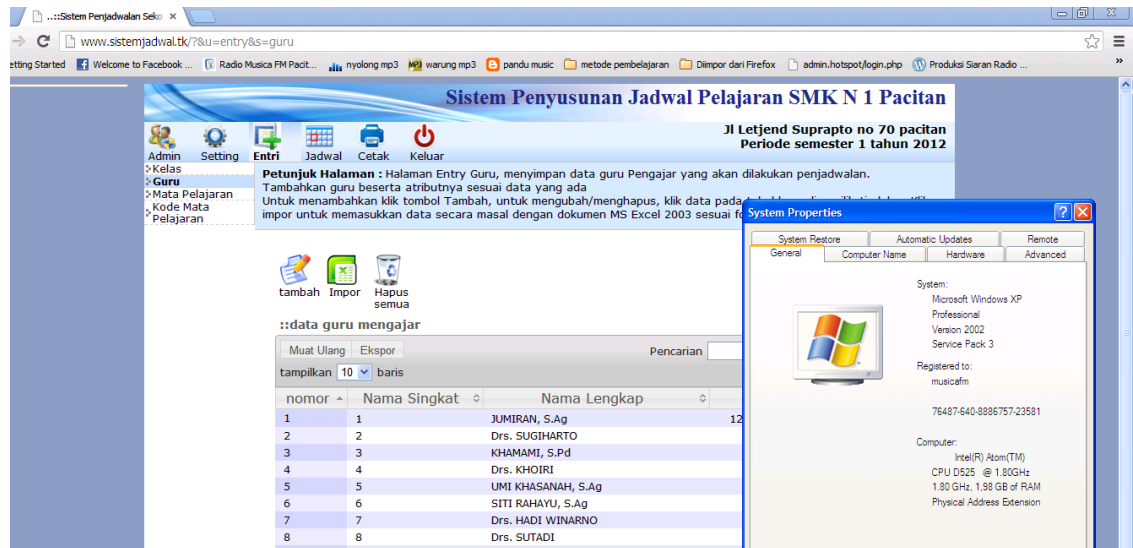 ..::Sistem Penjadwalan Seko
www.sistemjadwal.tk/?&u=entry&s=guru
etting Started Welcome to Facebook ... Radio Musica FM Pacit... nyolong mp3 warung mp3 pandu music metode pembelajaran Diimpor dari Firefox admin.hotspot/login.php Produksi Siaran Radio ... »
Sistem Penyusunan Jadwal Pelajaran SMK N 1 Pacitan
Jl Letjend Suprapto no 70 pacitan
Periode semester 1 tahun 2012
Admin Setting Entri Jadwal Cetak Keluar
Kelas
Guru
Mata Pelajaran
Kode Mata
Pelajaran
Petunjuk Halaman : Halaman Entry Guru, menyimpan data guru Pengajar yang akan dilakukan penjadwalan.
Tambahkan guru beserta atributnya sesuai data yang ada
Untuk menambahkan klik tombol Tambah, untuk mengubah/menghapus, klik data pada
impor untuk memasukkan data secara masal dengan dokumen MS Excel 2003 sesuai
tambah Impor Hapus
semua
::data guru mengajar
Muat Ulang Ekspor Pencarian
tampilkan 10 baris
nomor Nama Singkat Nama Lengkap
1 1 JUMIRAN, S.Ag 12
2 2 Drs. SUGIHARTO
3 3 KHAMAMI, S.Pd
4 4 Drs. KHOIRI
5 5 UMI KHASANAH, S.Ag
6 6 SITI RAHAYU, S.Ag
7 7 Drs. HADI WINARNO
8 8 Drs. SUTADI
System Properties
System Restore Automatic Updates Remote
General Computer Name Hardware Advanced
System:
Microsoft Windows XP
Professional
Version 2002
Service Pack 3
Registered to:
musicafm
76487-640-8886757-23581
Computer:
Intel(R) Atom(TM)
CPU D525 @ 1.80GHz
1.80 GHz, 1.98 GB of RAM
Physical Address Extension